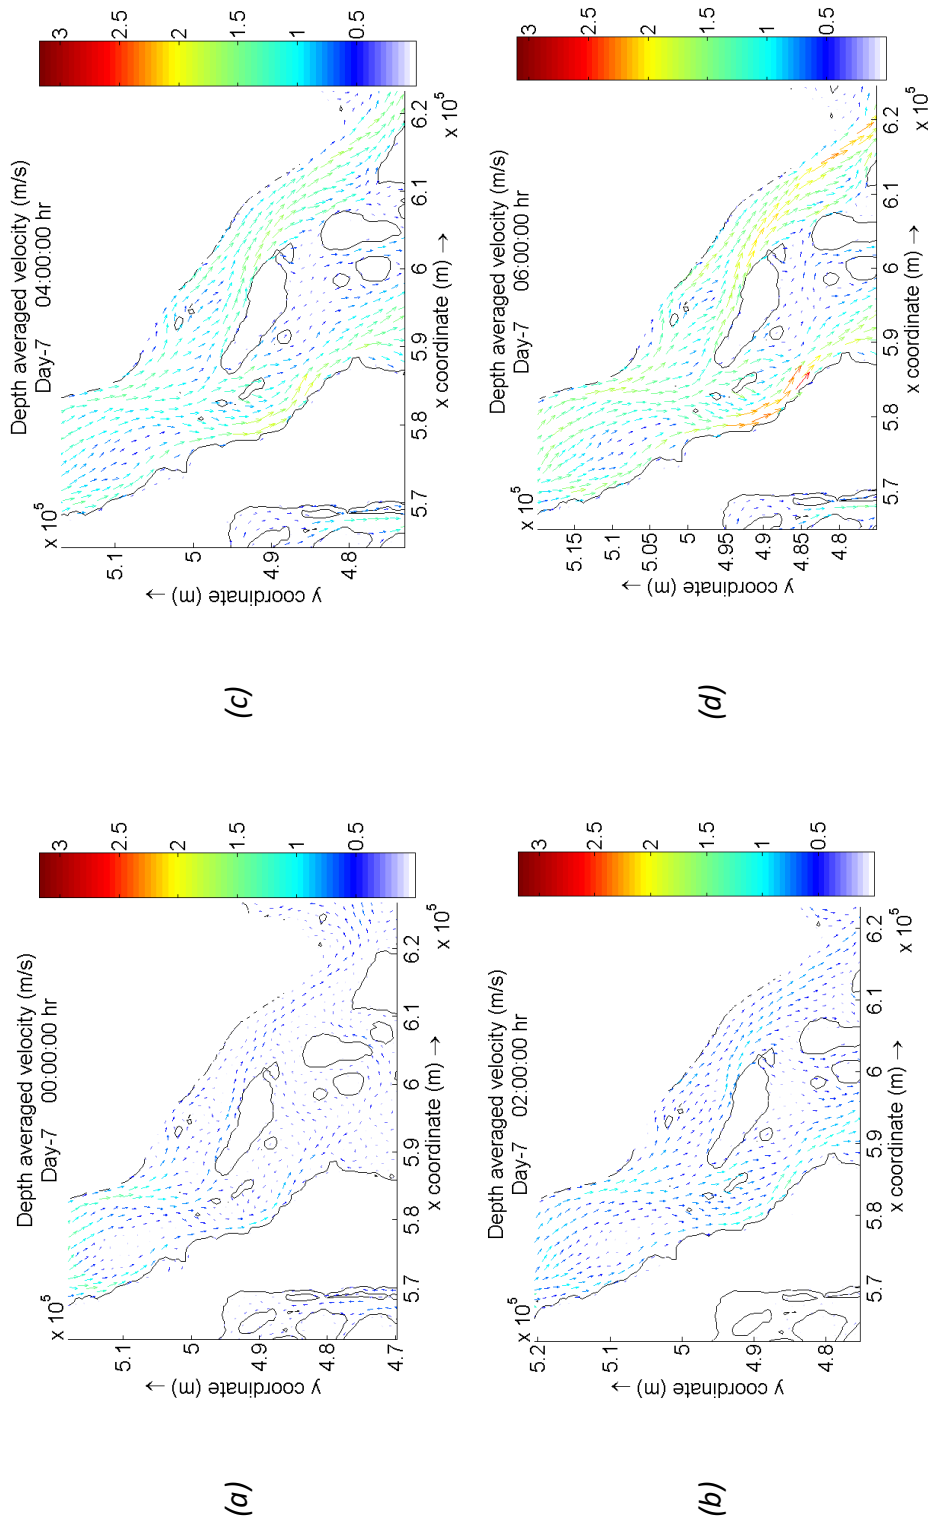 (a)
Depth averaged velocity (m/s)
Day-7 00:00:00 hr
x 10^5
5.1
5
4.9
4.8
4.7
y coordinate (m) →
5.7
5.8
5.9
6
6.1
6.2
x 10^5
x coordinate (m) →
3
2.5
2
1.5
1
0.5
(c)
Depth averaged velocity (m/s)
Day-7 04:00:00 hr
x 10^5
5.1
5
4.9
4.8
y coordinate (m) →
5.7
5.8
5.9
6
6.1
6.2
x 10^5
x coordinate (m) →
3
2.5
2
1.5
1
0.5
(b)
Depth averaged velocity (m/s)
Day-7 02:00:00 hr
x 10^5
5.2
5.1
5
4.9
4.8
y coordinate (m) →
5.7
5.8
5.9
6
6.1
6.2
x 10^5
x coordinate (m) →
3
2.5
2
1.5
1
0.5
(d)
Depth averaged velocity (m/s)
Day-7 06:00:00 hr
x 10^5
5.15
5.1
5.05
5
4.95
4.9
4.85
4.8
y coordinate (m) →
5.7
5.8
5.9
6
6.1
6.2
x 10^5
x coordinate (m) →
3
2.5
2
1.5
1
0.5